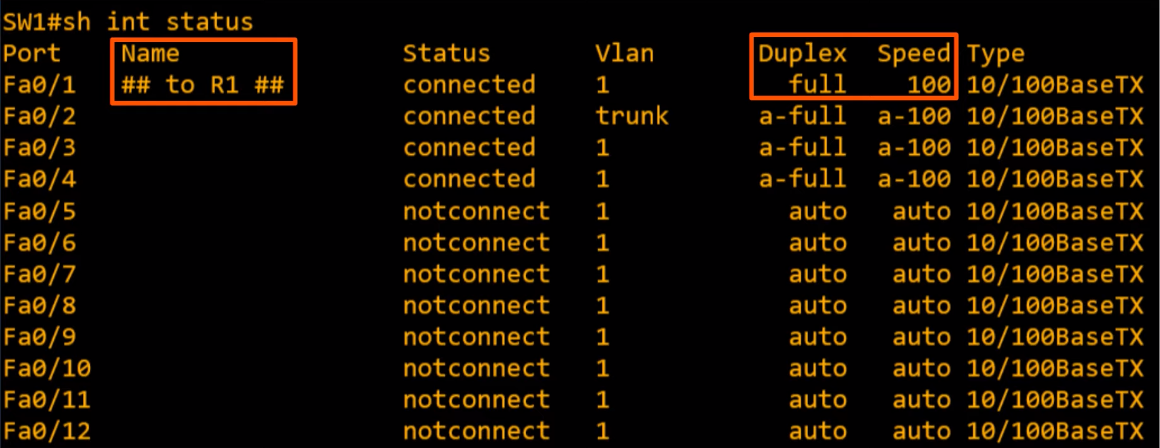 SW1#sh int status
Port Name Status Vlan Duplex Speed Type
Fa0/1 ## to R1 ## connected 1 full 100 10/100BaseTX
Fa0/2 connected trunk a-full a-100 10/100BaseTX
Fa0/3 connected 1 a-full a-100 10/100BaseTX
Fa0/4 connected 1 a-full a-100 10/100BaseTX
Fa0/5 notconnect 1 auto auto 10/100BaseTX
Fa0/6 notconnect 1 auto auto 10/100BaseTX
Fa0/7 notconnect 1 auto auto 10/100BaseTX
Fa0/8 notconnect 1 auto auto 10/100BaseTX
Fa0/9 notconnect 1 auto auto 10/100BaseTX
Fa0/10 notconnect 1 auto auto 10/100BaseTX
Fa0/11 notconnect 1 auto auto 10/100BaseTX
Fa0/12 notconnect 1 auto auto 10/100BaseTX